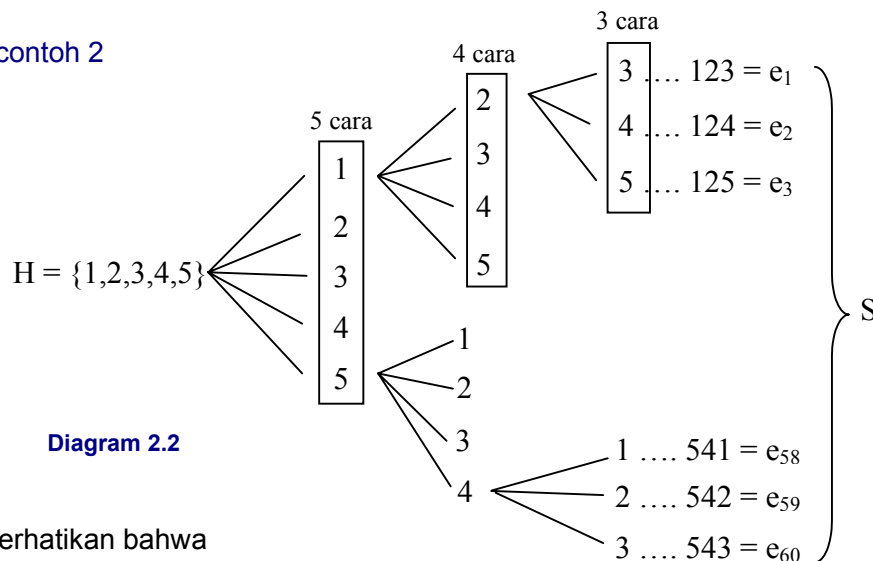 contoh 2
3 cara
4 cara
5 cara
3 …. 123 = e₁
2
4 …. 124 = e₂
3
5 …. 125 = e₃
1
4
2
5
H = {1,2,3,4,5}
3
4
S
5
1
2
3
4
Diagram 2.2
1 …. 541 = e₅₈
2 …. 542 = e₅₉
3 …. 543 = e₆₀
erhatikan bahwa